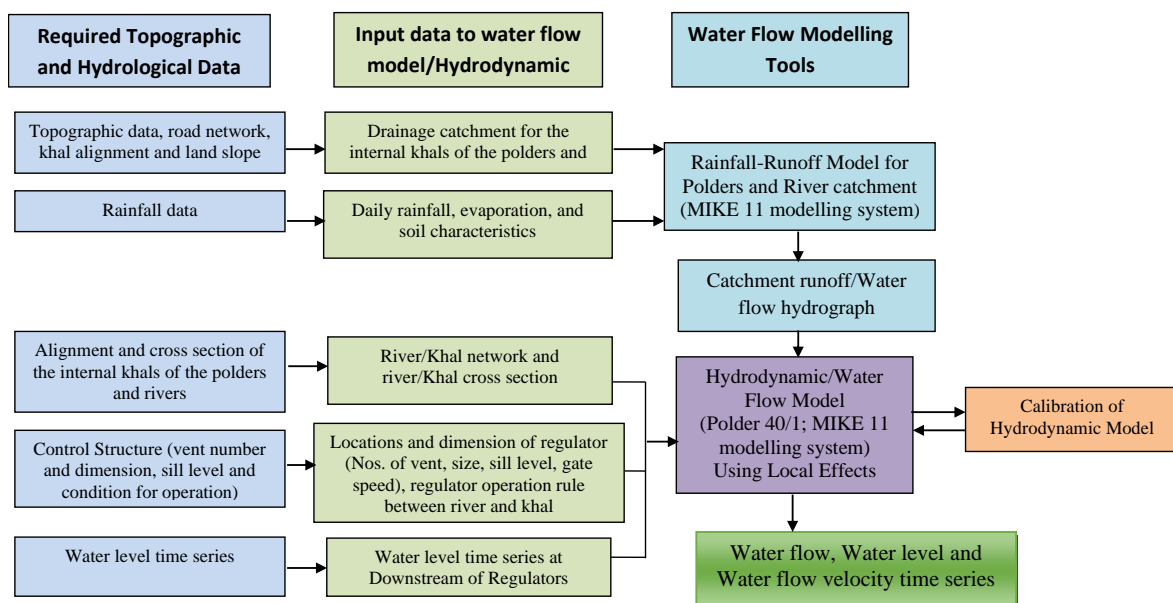 Required Topographic
and Hydrological Data
Input data to water flow
model/Hydrodynamic
Water Flow Modelling
Tools
Topographic data, road network,
khal alignment and land slope
Drainage catchment for the
internal khals of the polders and
Rainfall-Runoff Model for
Polders and River catchment
(MIKE 11 modelling system)
Rainfall data
Daily rainfall, evaporation, and
soil characteristics
Catchment runoff/Water
flow hydrograph
Alignment and cross section of
the internal khals of the polders
and rivers
River/Khal network and
river/Khal cross section
Hydrodynamic/Water
Flow Model
(Polder 40/1; MIKE 11
modelling system)
Using Local Effects
Calibration of
Hydrodynamic Model
Control Structure (vent number
and dimension, sill level and
condition for operation)
Locations and dimension of regulator
(Nos. of vent, size, sill level, gate
speed), regulator operation rule
between river and khal
Water level time series
Water level time series at
Downstream of Regulators
Water flow, Water level and
Water flow velocity time series